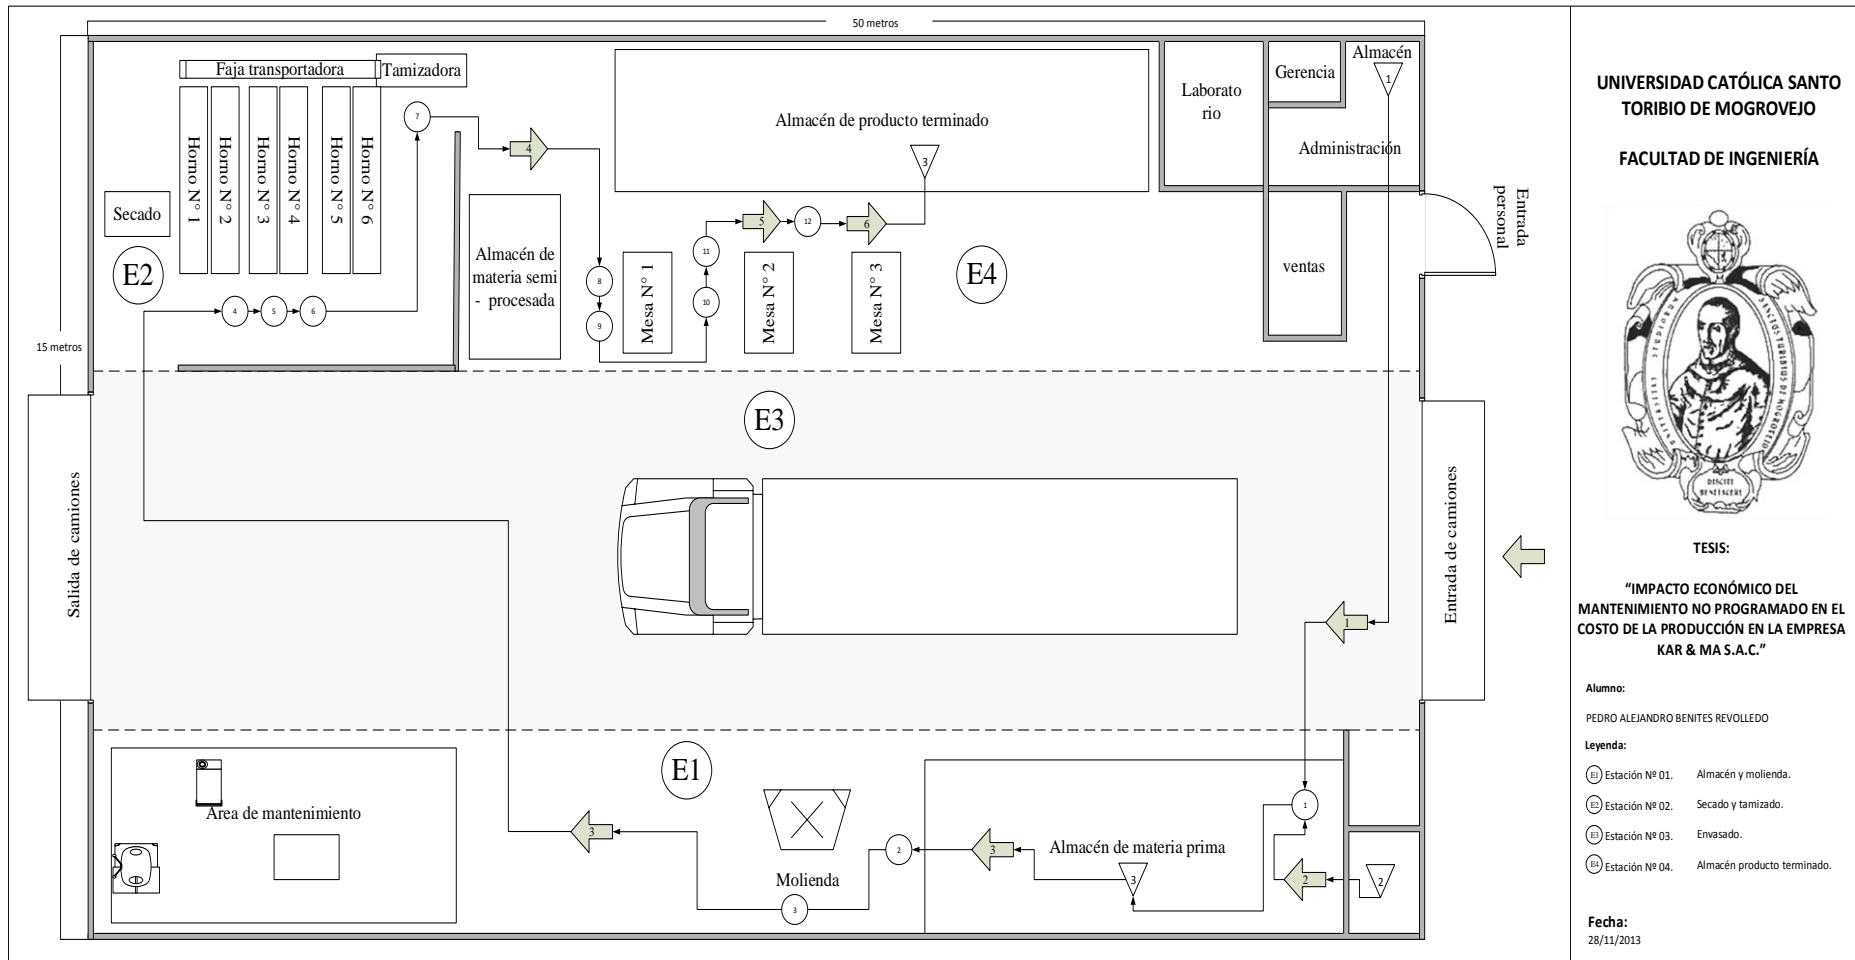 50 metros
Faja transportadora
Tamizadora
Horno N° 1
Horno N° 2
Horno N° 3
Horno N° 4
Horno N° 5
Horno N° 6
Secado
E2
4
5
6
7
4
Almacén de
materia semi
- procesada
8
9
Mesa N° 1
10
11
5
12
6
Mesa N° 2
Mesa N° 3
Almacén de producto terminado
3
E4
Laborato
rio
Gerencia
Almacén
1
Administración
ventas
Entrada
personal
15 metros
E3
Salida de camiones
Entrada de camiones
1
E1
Area de mantenimiento
3
Molienda
3
2
3
Almacén de materia prima
3
1
2
2
UNIVERSIDAD CATÓLICA SANTO
TORIBIO DE MOGROVEJO
FACULTAD DE INGENIERÍA
DISCITE
BENEFACERE
TESIS:
“IMPACTO ECONÓMICO DEL
MANTENIMIENTO NO PROGRAMADO EN EL
COSTO DE LA PRODUCCIÓN EN LA EMPRESA
KAR & MA S.A.C.”
Alumno:
PEDRO ALEJANDRO BENITES REVOLLEDO
Leyenda:
E1 Estación Nº 01. Almacén y molienda.
E2 Estación Nº 02. Secado y tamizado.
E3 Estación Nº 03. Envasado.
E4 Estación Nº 04. Almacén producto terminado.
Fecha:
28/11/2013